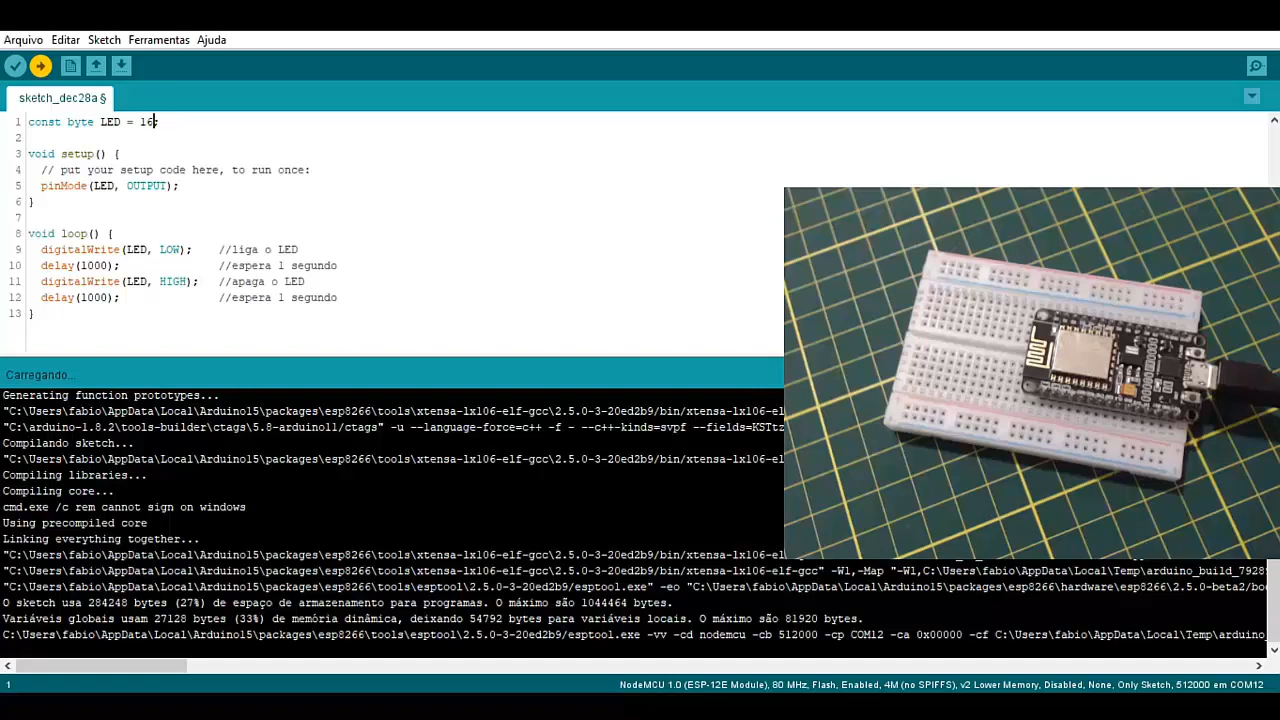 Arquivo Editar Sketch Ferramentas Ajuda
sketch_dec28a §
1 const byte LED = 16;
2
3 void setup() {
4 // put your setup code here, to run once:
5 pinMode(LED, OUTPUT);
6 }
7
8 void loop() {
9 digitalWrite(LED, LOW); //liga o LED
10 delay(1000); //espera 1 segundo
11 digitalWrite(LED, HIGH); //apaga o LED
12 delay(1000); //espera 1 segundo
13 }
Carregando...
Generating function prototypes...
"C:\Users\fabio\AppData\Local\Arduino15\packages\esp8266\tools\xtensa-lx106-elf-gcc\2.5.0-3-20ed2b9/bin/xtensa-lx106-el
"C:\arduino-1.8.2\tools-builder\ctags\5.8-arduino11/ctags" -u --language-force=c++ -f - --c++-kinds=svpf --fields=KSTtz
Compilando sketch...
"C:\Users\fabio\AppData\Local\Arduino15\packages\esp8266\tools\xtensa-lx106-elf-gcc\2.5.0-3-20ed2b9/bin/xtensa-lx106-el
Compiling libraries...
Compiling core...
cmd.exe /c rem cannot sign on windows
Using precompiled core
Linking everything together...
"C:\Users\fabio\AppData\Local\Arduino15\packages\esp8266\tools\xtensa-lx106-elf-gcc\2.5.0-3-20ed2b9/bin/xtensa-lx106-el
"C:\Users\fabio\AppData\Local\Arduino15\packages\esp8266\tools\xtensa-lx106-elf-gcc\2.5.0-3-20ed2b9/bin/xtensa-lx106-elf-gcc" -Wl,-Map "-Wl,C:\Users\fabio\AppData\Local\Temp\arduino_build_7928
"C:\Users\fabio\AppData\Local\Arduino15\packages\esp8266\tools\esptool\2.5.0-3-20ed2b9/esptool.exe" -eo "C:\Users\fabio\AppData\Local\Arduino15\packages\esp8266\hardware\esp8266\2.5.0-beta2/bo
O sketch usa 284248 bytes (27%) de espaço de armazenamento para programas. O máximo são 1044464 bytes.
Variáveis globais usam 27128 bytes (33%) de memória dinâmica, deixando 54792 bytes para variáveis locais. O máximo são 81920 bytes.
C:\Users\fabio\AppData\Local\Arduino15\packages\esp8266\tools\esptool\2.5.0-3-20ed2b9/esptool.exe -vv -cd nodemcu -cb 512000 -cp COM12 -ca 0x00000 -cf C:\Users\fabio\AppData\Local\Temp\arduino_
1 NodeMCU 1.0 (ESP-12E Module), 80 MHz, Flash, Enabled, 4M (no SPIFFS), v2 Lower Memory, Disabled, None, Only Sketch, 512000 em COM12